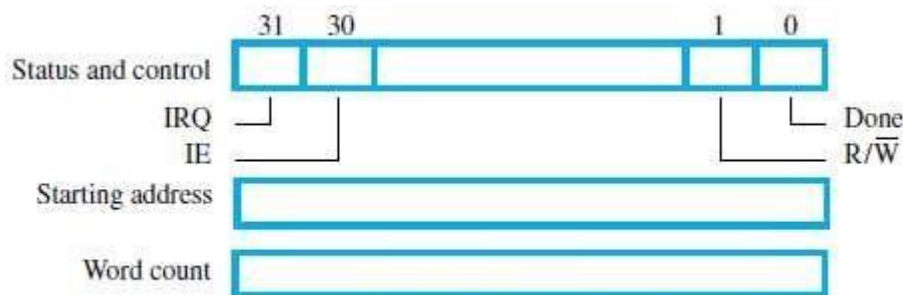 31 30 1 0
Status and control
IRQ Done
IE R/W̅
Starting address
Word count